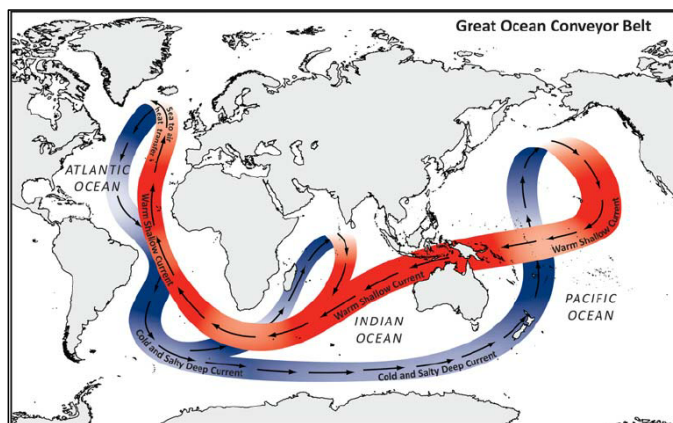 Great Ocean Conveyor Belt
Sea to air
heat transfer
ATLANTIC
OCEAN
Warm Shallow Current
Warm Shallow Current
Warm Shallow Current
INDIAN
OCEAN
PACIFIC
OCEAN
Cold and Salty Deep Current
Cold and Salty Deep Current